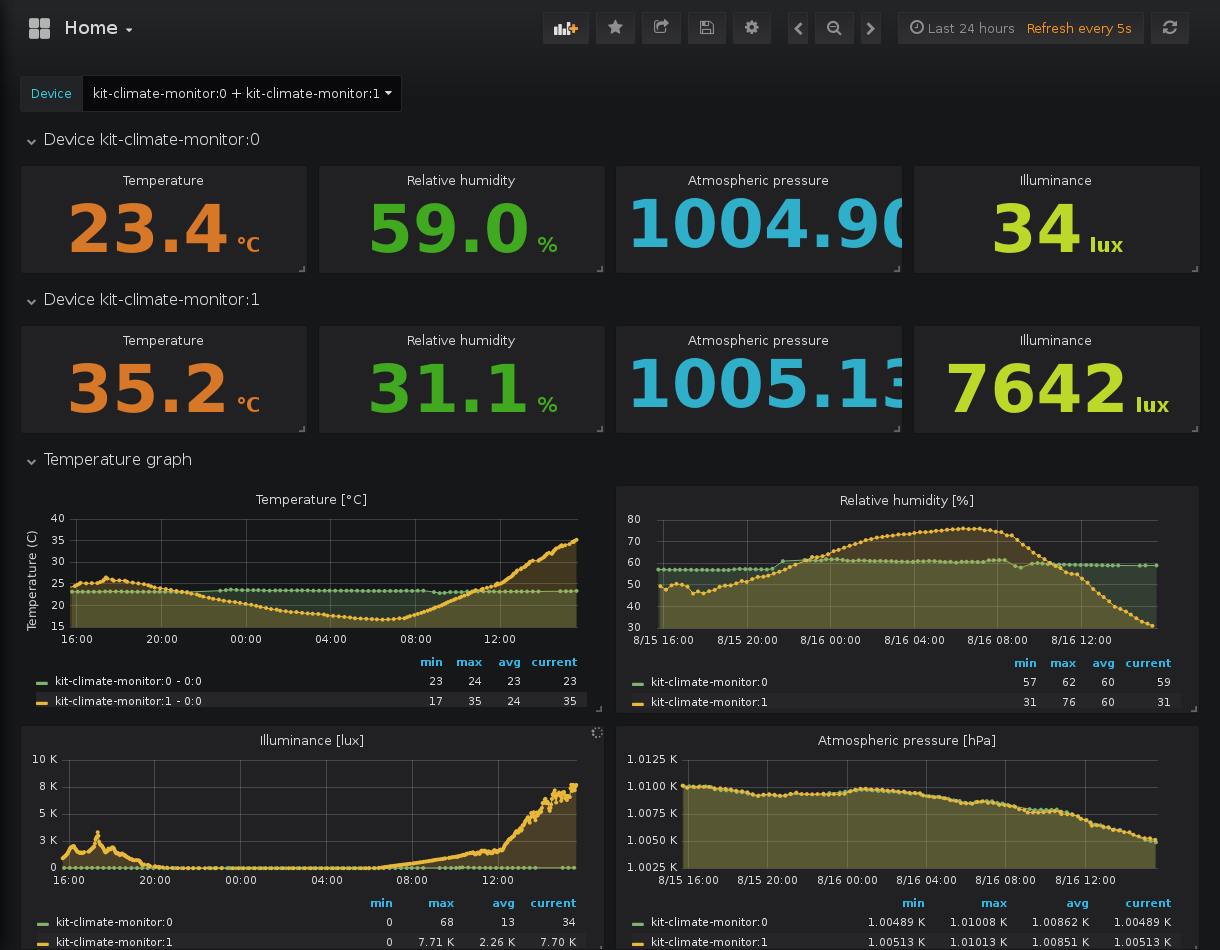 Home
Last 24 hours Refresh every 5s
Device kit-climate-monitor:0 + kit-climate-monitor:1
Device kit-climate-monitor:0
Temperature Relative humidity Atmospheric pressure Illuminance
23.4 °C 59.0 % 1004.90 34 lux
Device kit-climate-monitor:1
Temperature Relative humidity Atmospheric pressure Illuminance
35.2 °C 31.1 % 1005.13 7642 lux
Temperature graph
Temperature [°C]
Temperature (C)
40
35
30
25
20
15
16:00 20:00 00:00 04:00 08:00 12:00
min max avg current
kit-climate-monitor:0 - 0:0 23 24 23 23
kit-climate-monitor:1 - 0:0 17 35 24 35
Relative humidity [%]
80
70
60
50
40
30
8/15 16:00 8/15 20:00 8/16 00:00 8/16 04:00 8/16 08:00 8/16 12:00
min max avg current
kit-climate-monitor:0 57 62 60 59
kit-climate-monitor:1 31 76 60 31
Illuminance [lux]
10 K
8 K
5 K
3 K
0
16:00 20:00 00:00 04:00 08:00 12:00
min max avg current
kit-climate-monitor:0 0 68 13 34
kit-climate-monitor:1 0 7.71 K 2.26 K 7.70 K
Atmospheric pressure [hPa]
1.0125 K
1.0100 K
1.0075 K
1.0050 K
1.0025 K
8/15 16:00 8/15 20:00 8/16 00:00 8/16 04:00 8/16 08:00 8/16 12:00
min max avg current
kit-climate-monitor:0 1.00489 K 1.01008 K 1.00862 K 1.00489 K
kit-climate-monitor:1 1.00513 K 1.01013 K 1.00851 K 1.00513 K